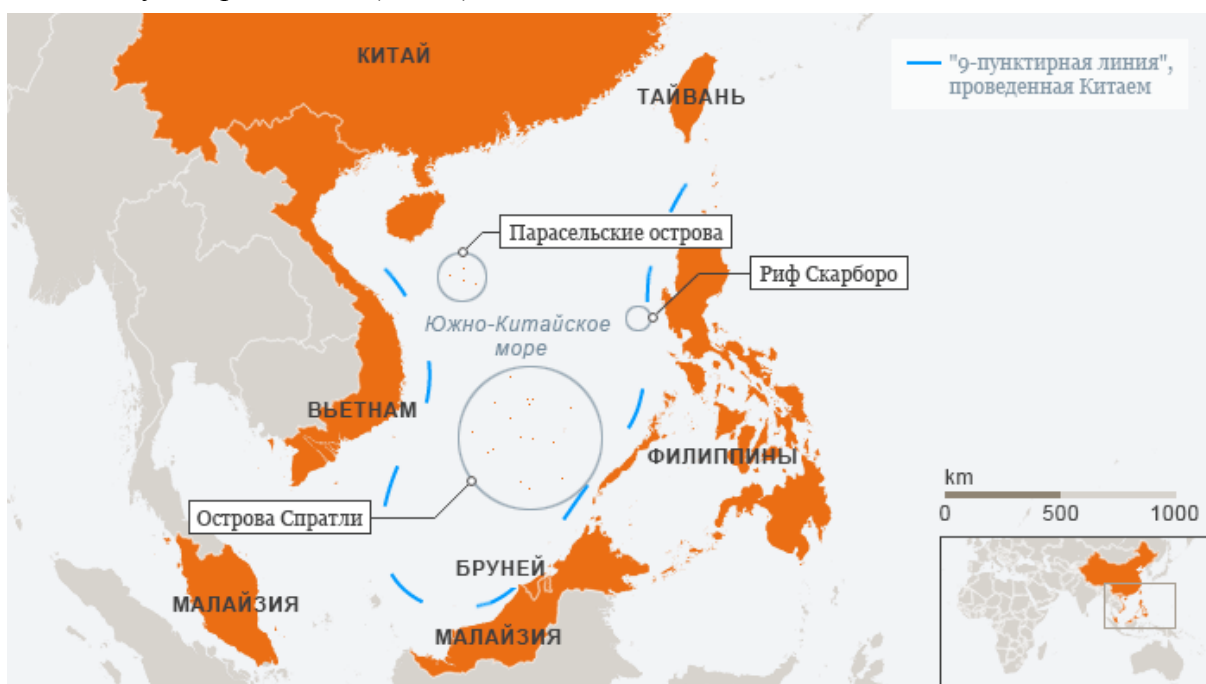 КИТАЙ
"9-пунктирная линия",
проведенная Китаем
ТАЙВАНЬ
Парасельские острова
Риф Скарборо
Южно-Китайское
море
ВЬЕТНАМ
ФИЛИППИНЫ
Острова Спратли
km
0 500 1000
БРУНЕЙ
МАЛАЙЗИЯ
МАЛАЙЗИЯ